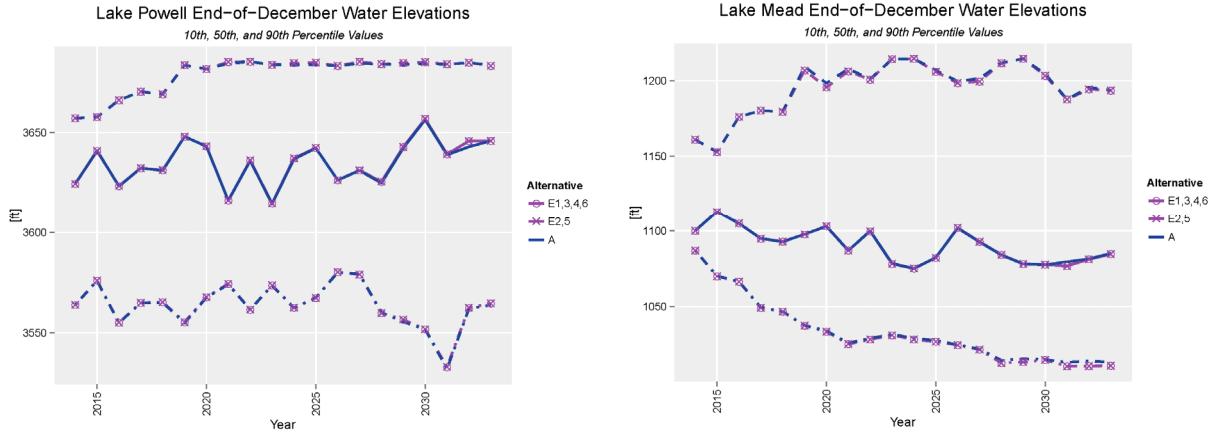 Lake Powell End−of−December Water Elevations
10th, 50th, and 90th Percentile Values
3650
3600
3550
[ft]
2015
2020
2025
2030
Year
Alternative
E1,3,4,6
E2,5
A
Lake Mead End−of−December Water Elevations
10th, 50th, and 90th Percentile Values
1200
1150
1100
1050
[ft]
2015
2020
2025
2030
Year
Alternative
E1,3,4,6
E2,5
A